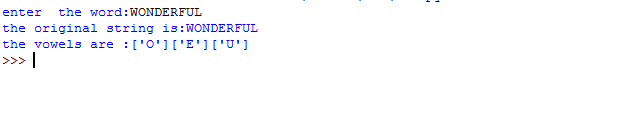 enter  the word:WONDERFUL
the original string is:WONDERFUL
the vowels are :['O']['E']['U']
>>>